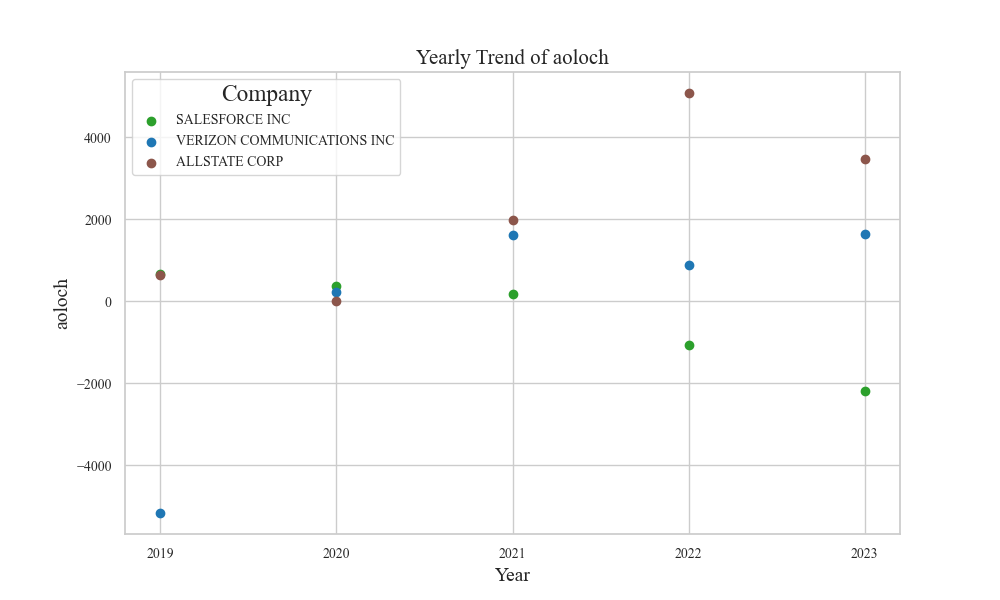 Yearly Trend of aoloch
Company
SALESFORCE INC
VERIZON COMMUNICATIONS INC
ALLSTATE CORP
aoloch
4000
2000
0
−2000
−4000
2019 2020 2021 2022 2023
Year